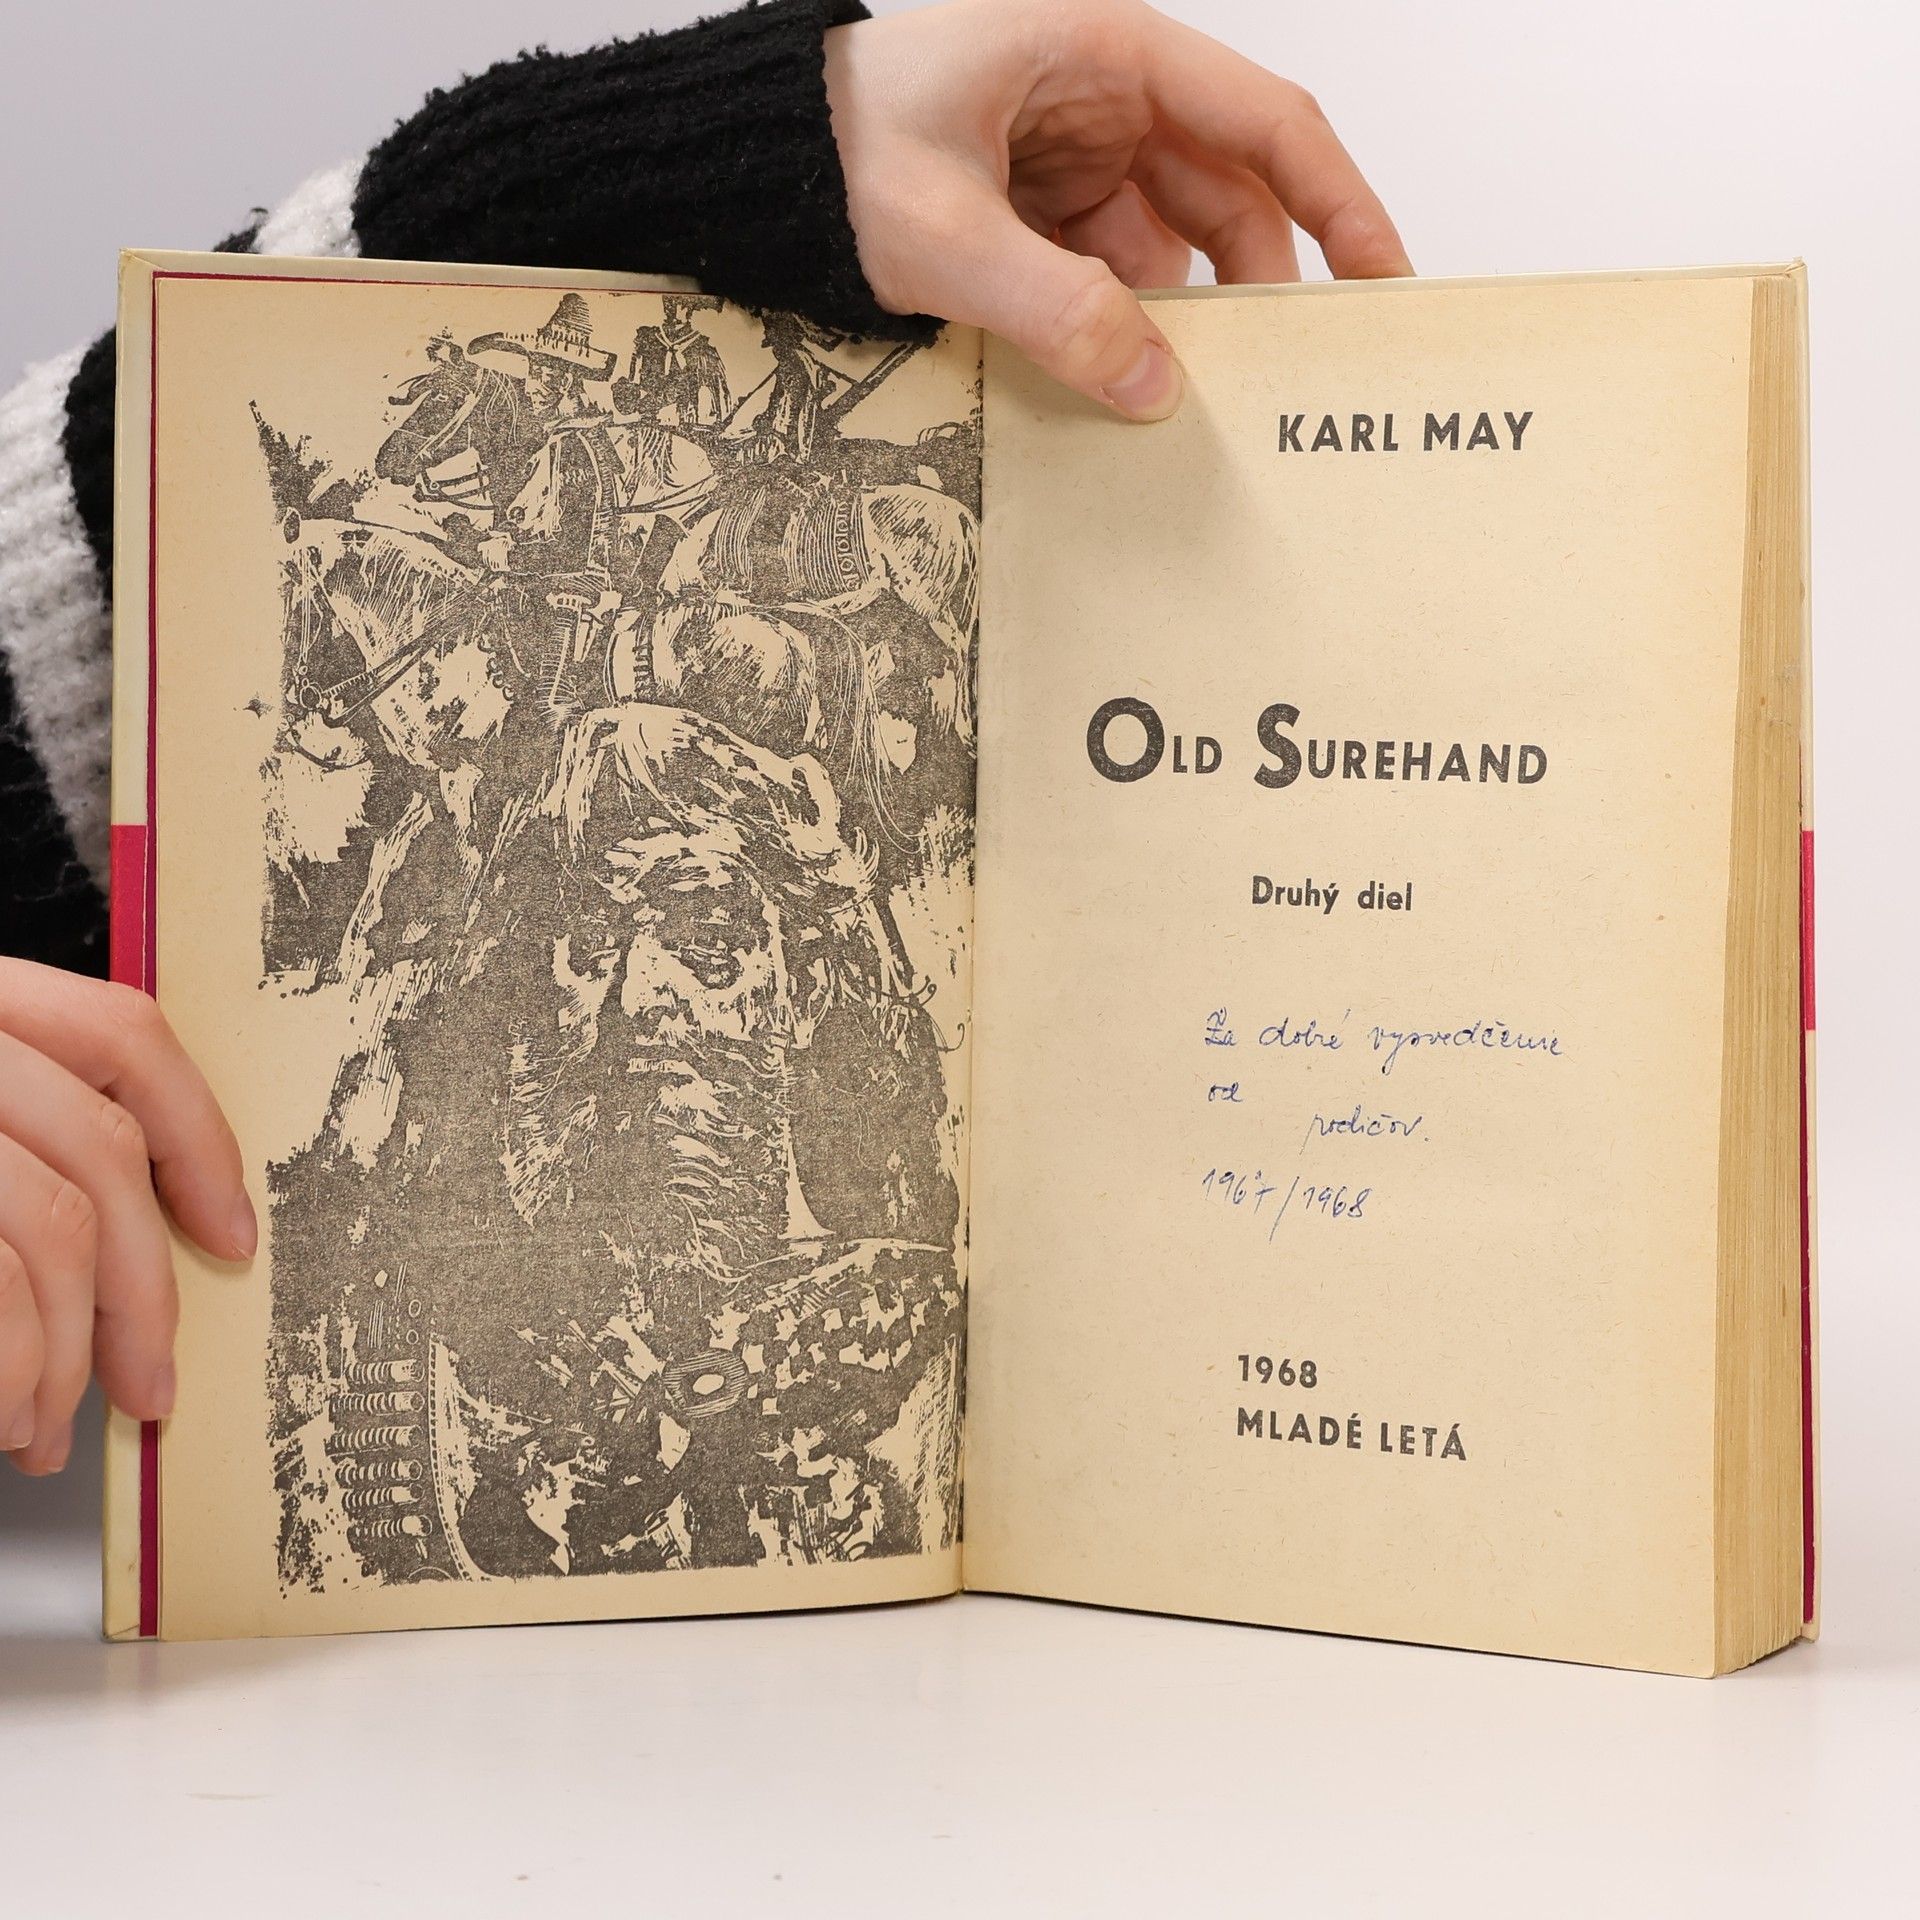 KARL MAY
OLD SUREHAND
Druhý diel
Za dobré vysvedčenie
od
rodičov.
1967/1968
1968
MLADÉ LETÁ